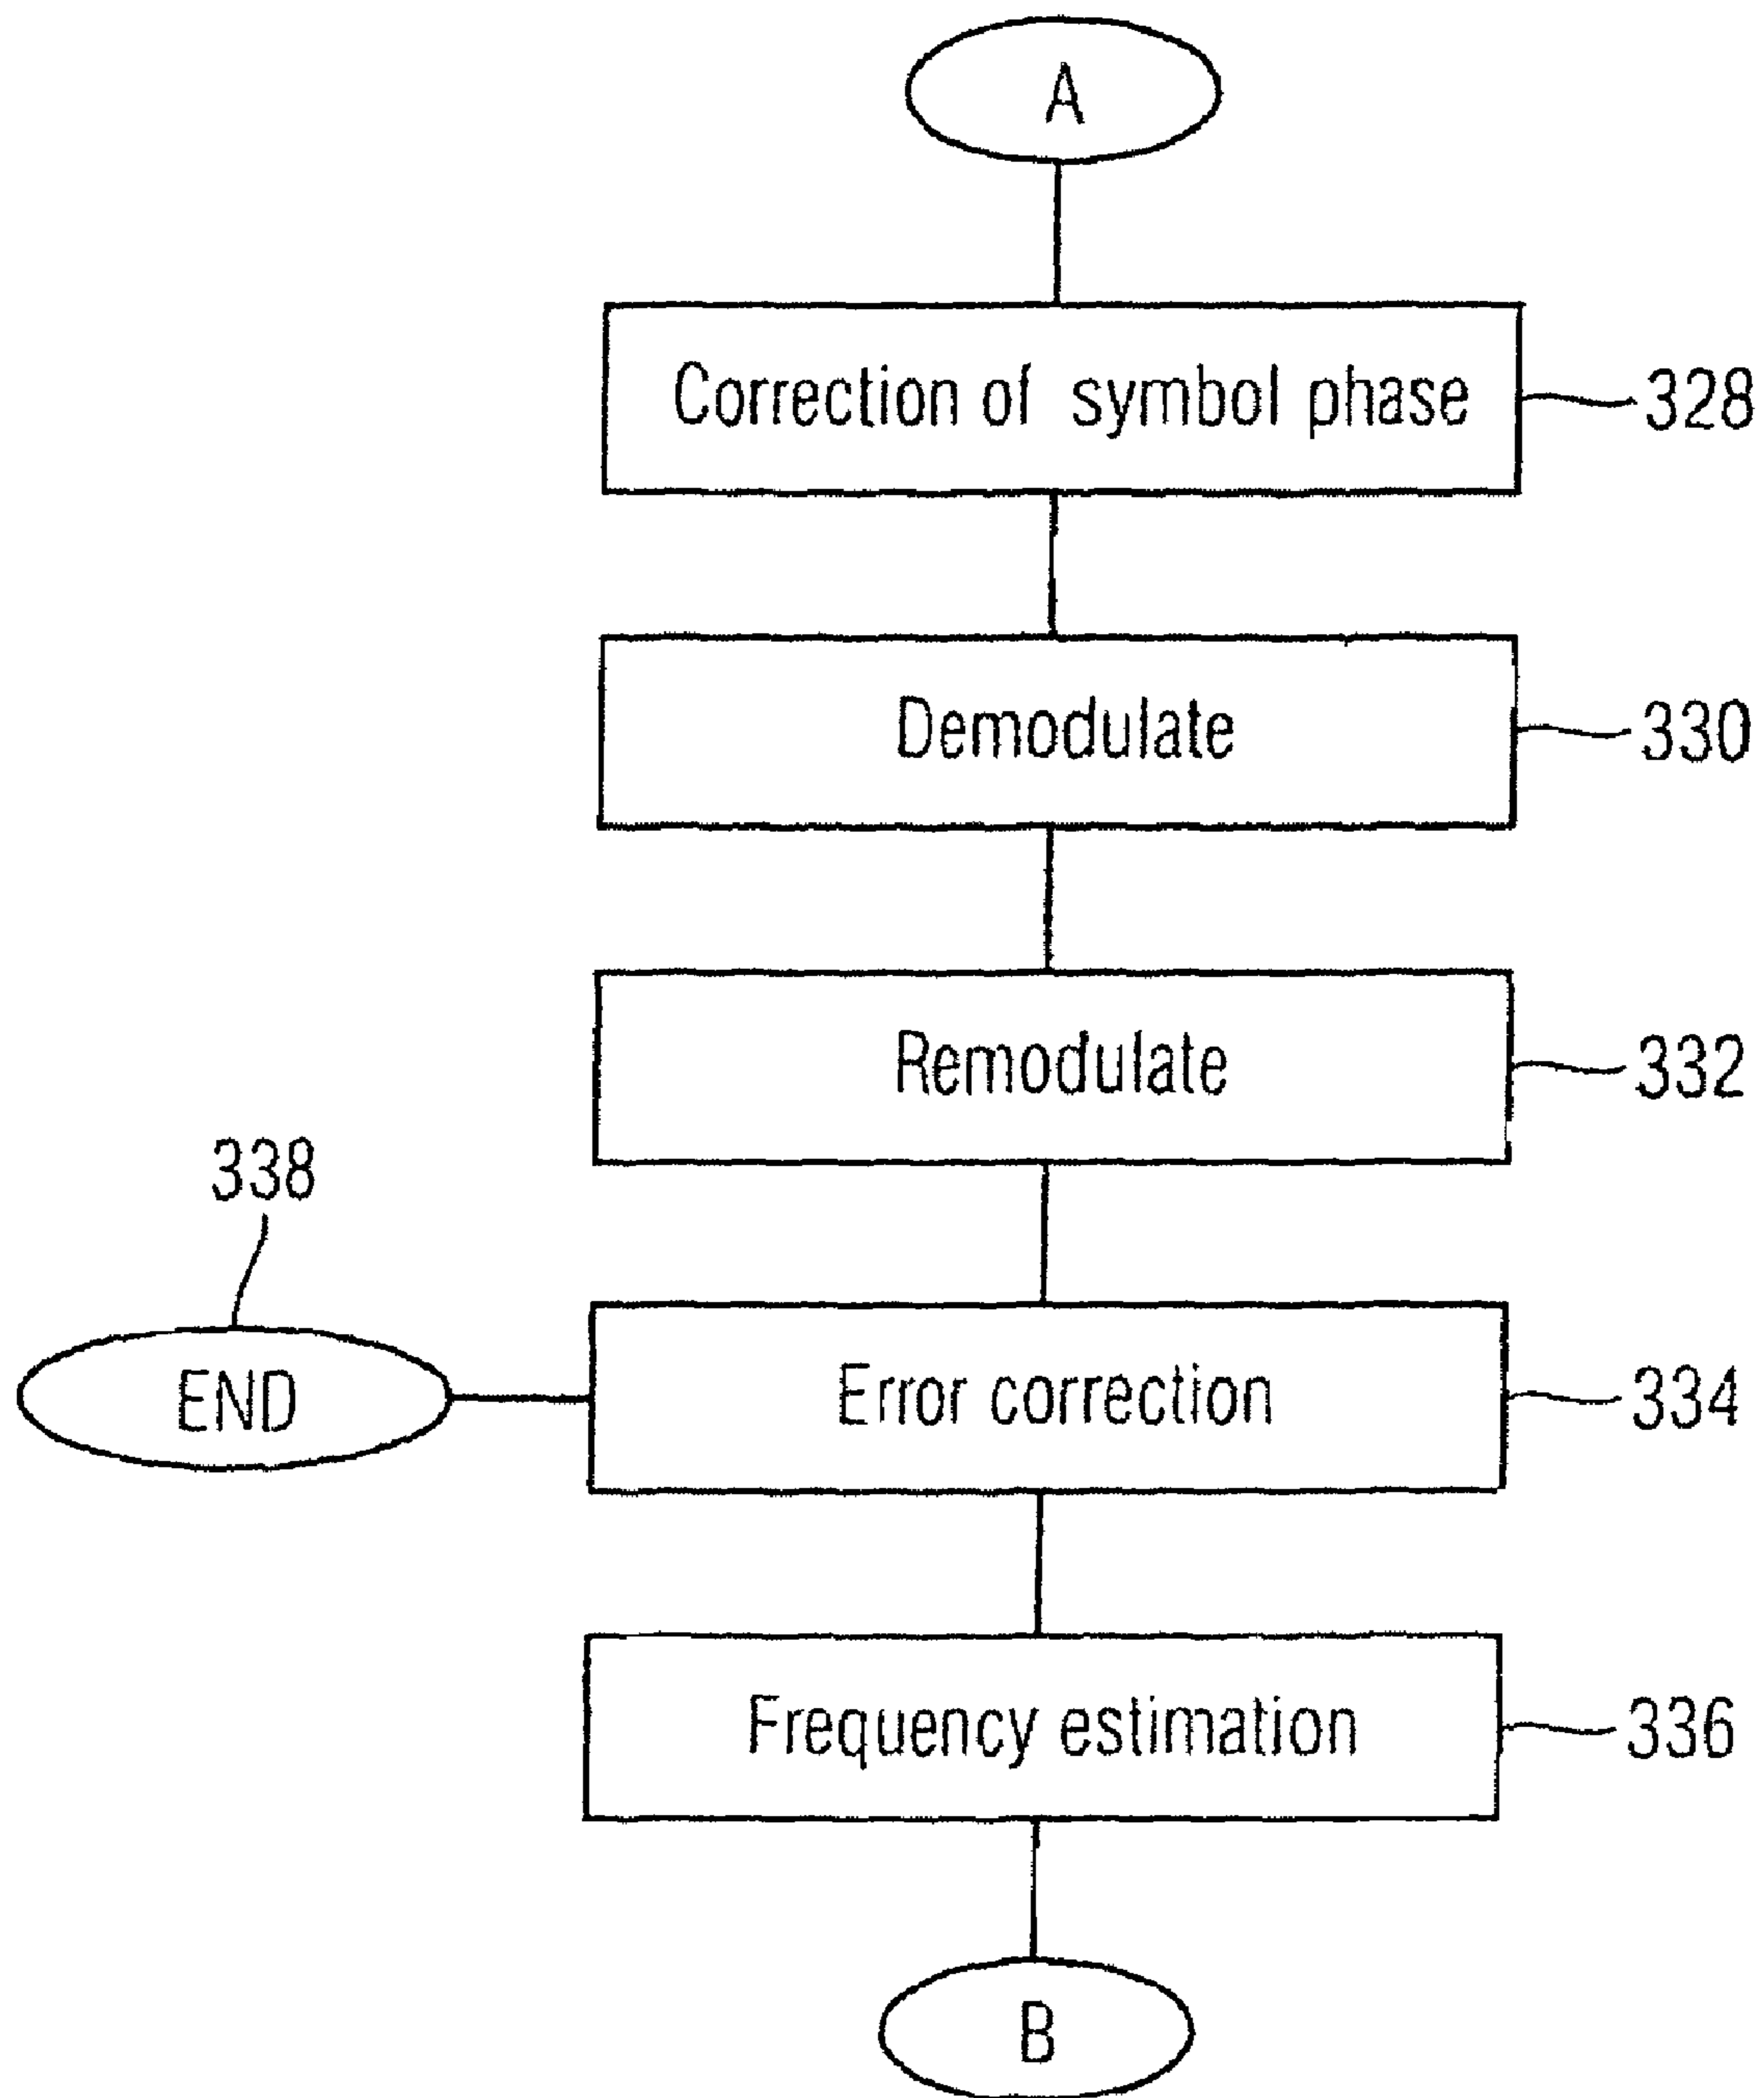 A
Correction of symbol phase
328
Demodulate
330
Remodulate
332
338
END
Error correction
334
Frequency estimation
336
B